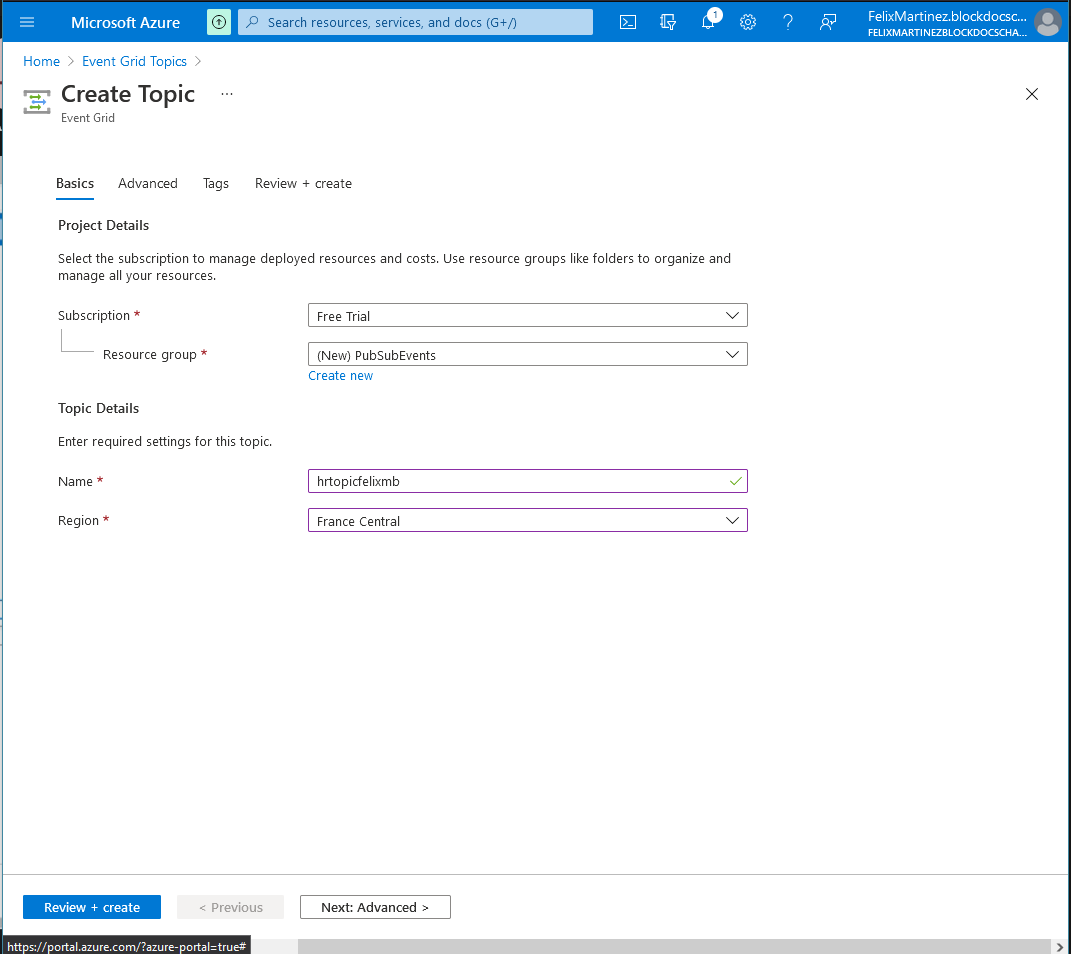 Microsoft Azure
Search resources, services, and docs (G+/)
1
FelixMartinez.blockdocsc...
FELIXMARTINEZBLOCKDOCSCHA...
Home > Event Grid Topics >
Create Topic ...
Event Grid
Basics Advanced Tags Review + create
Project Details
Select the subscription to manage deployed resources and costs. Use resource groups like folders to organize and
manage all your resources.
Subscription * Free Trial
Resource group * (New) PubSubEvents
Create new
Topic Details
Enter required settings for this topic.
Name * hrtopicfelixmb
Region * France Central
Review + create < Previous Next: Advanced >
https://portal.azure.com/?azure-portal=true#